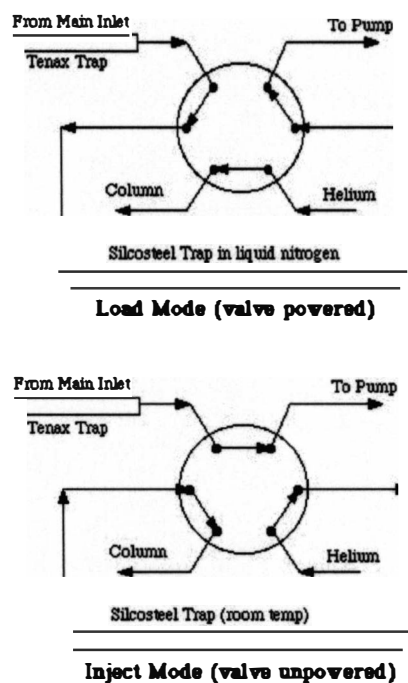 From Main Inlet
To Pump
Tenax Trap
Column
Helium
Silcosteel Trap in liquid nitrogen
Load Mode (valve powered)
From Main Inlet
To Pump
Tenax Trap
Column
Helium
Silcosteel Trap (room temp)
Inject Mode (valve unpowered)